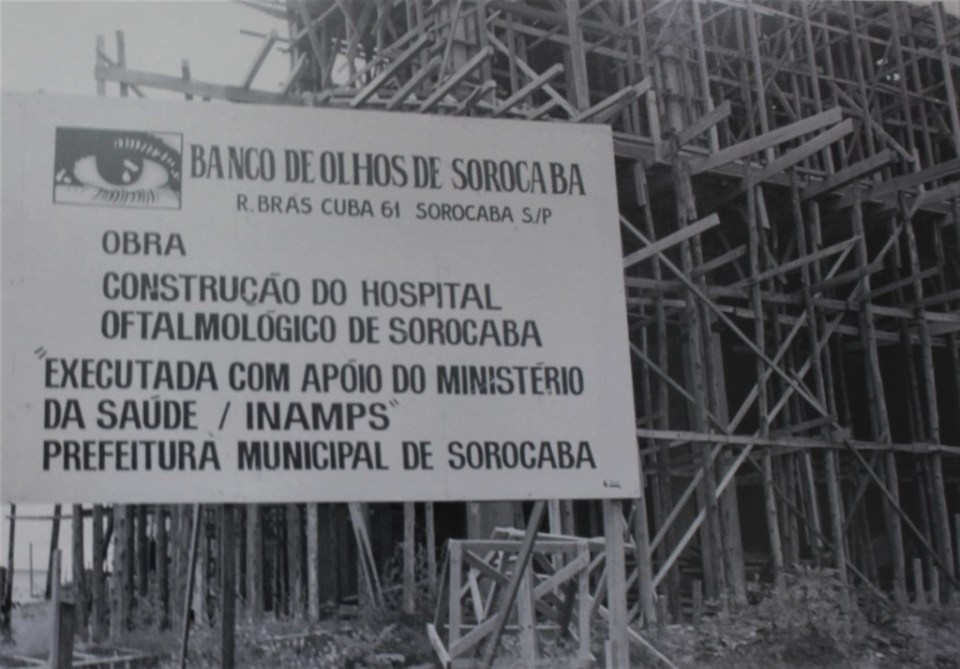 BANCO DE OLHOS DE SOROCABA
R. BRÁS CUBA 61 SOROCABA S/P
OBRA
CONSTRUÇÃO DO HOSPITAL
OFTALMOLÓGICO DE SOROCABA
"EXECUTADA COM APÓIO DO MINISTÉRIO
DA SAÚDE / INAMPS"
PREFEITURA MUNICIPAL DE SOROCABA